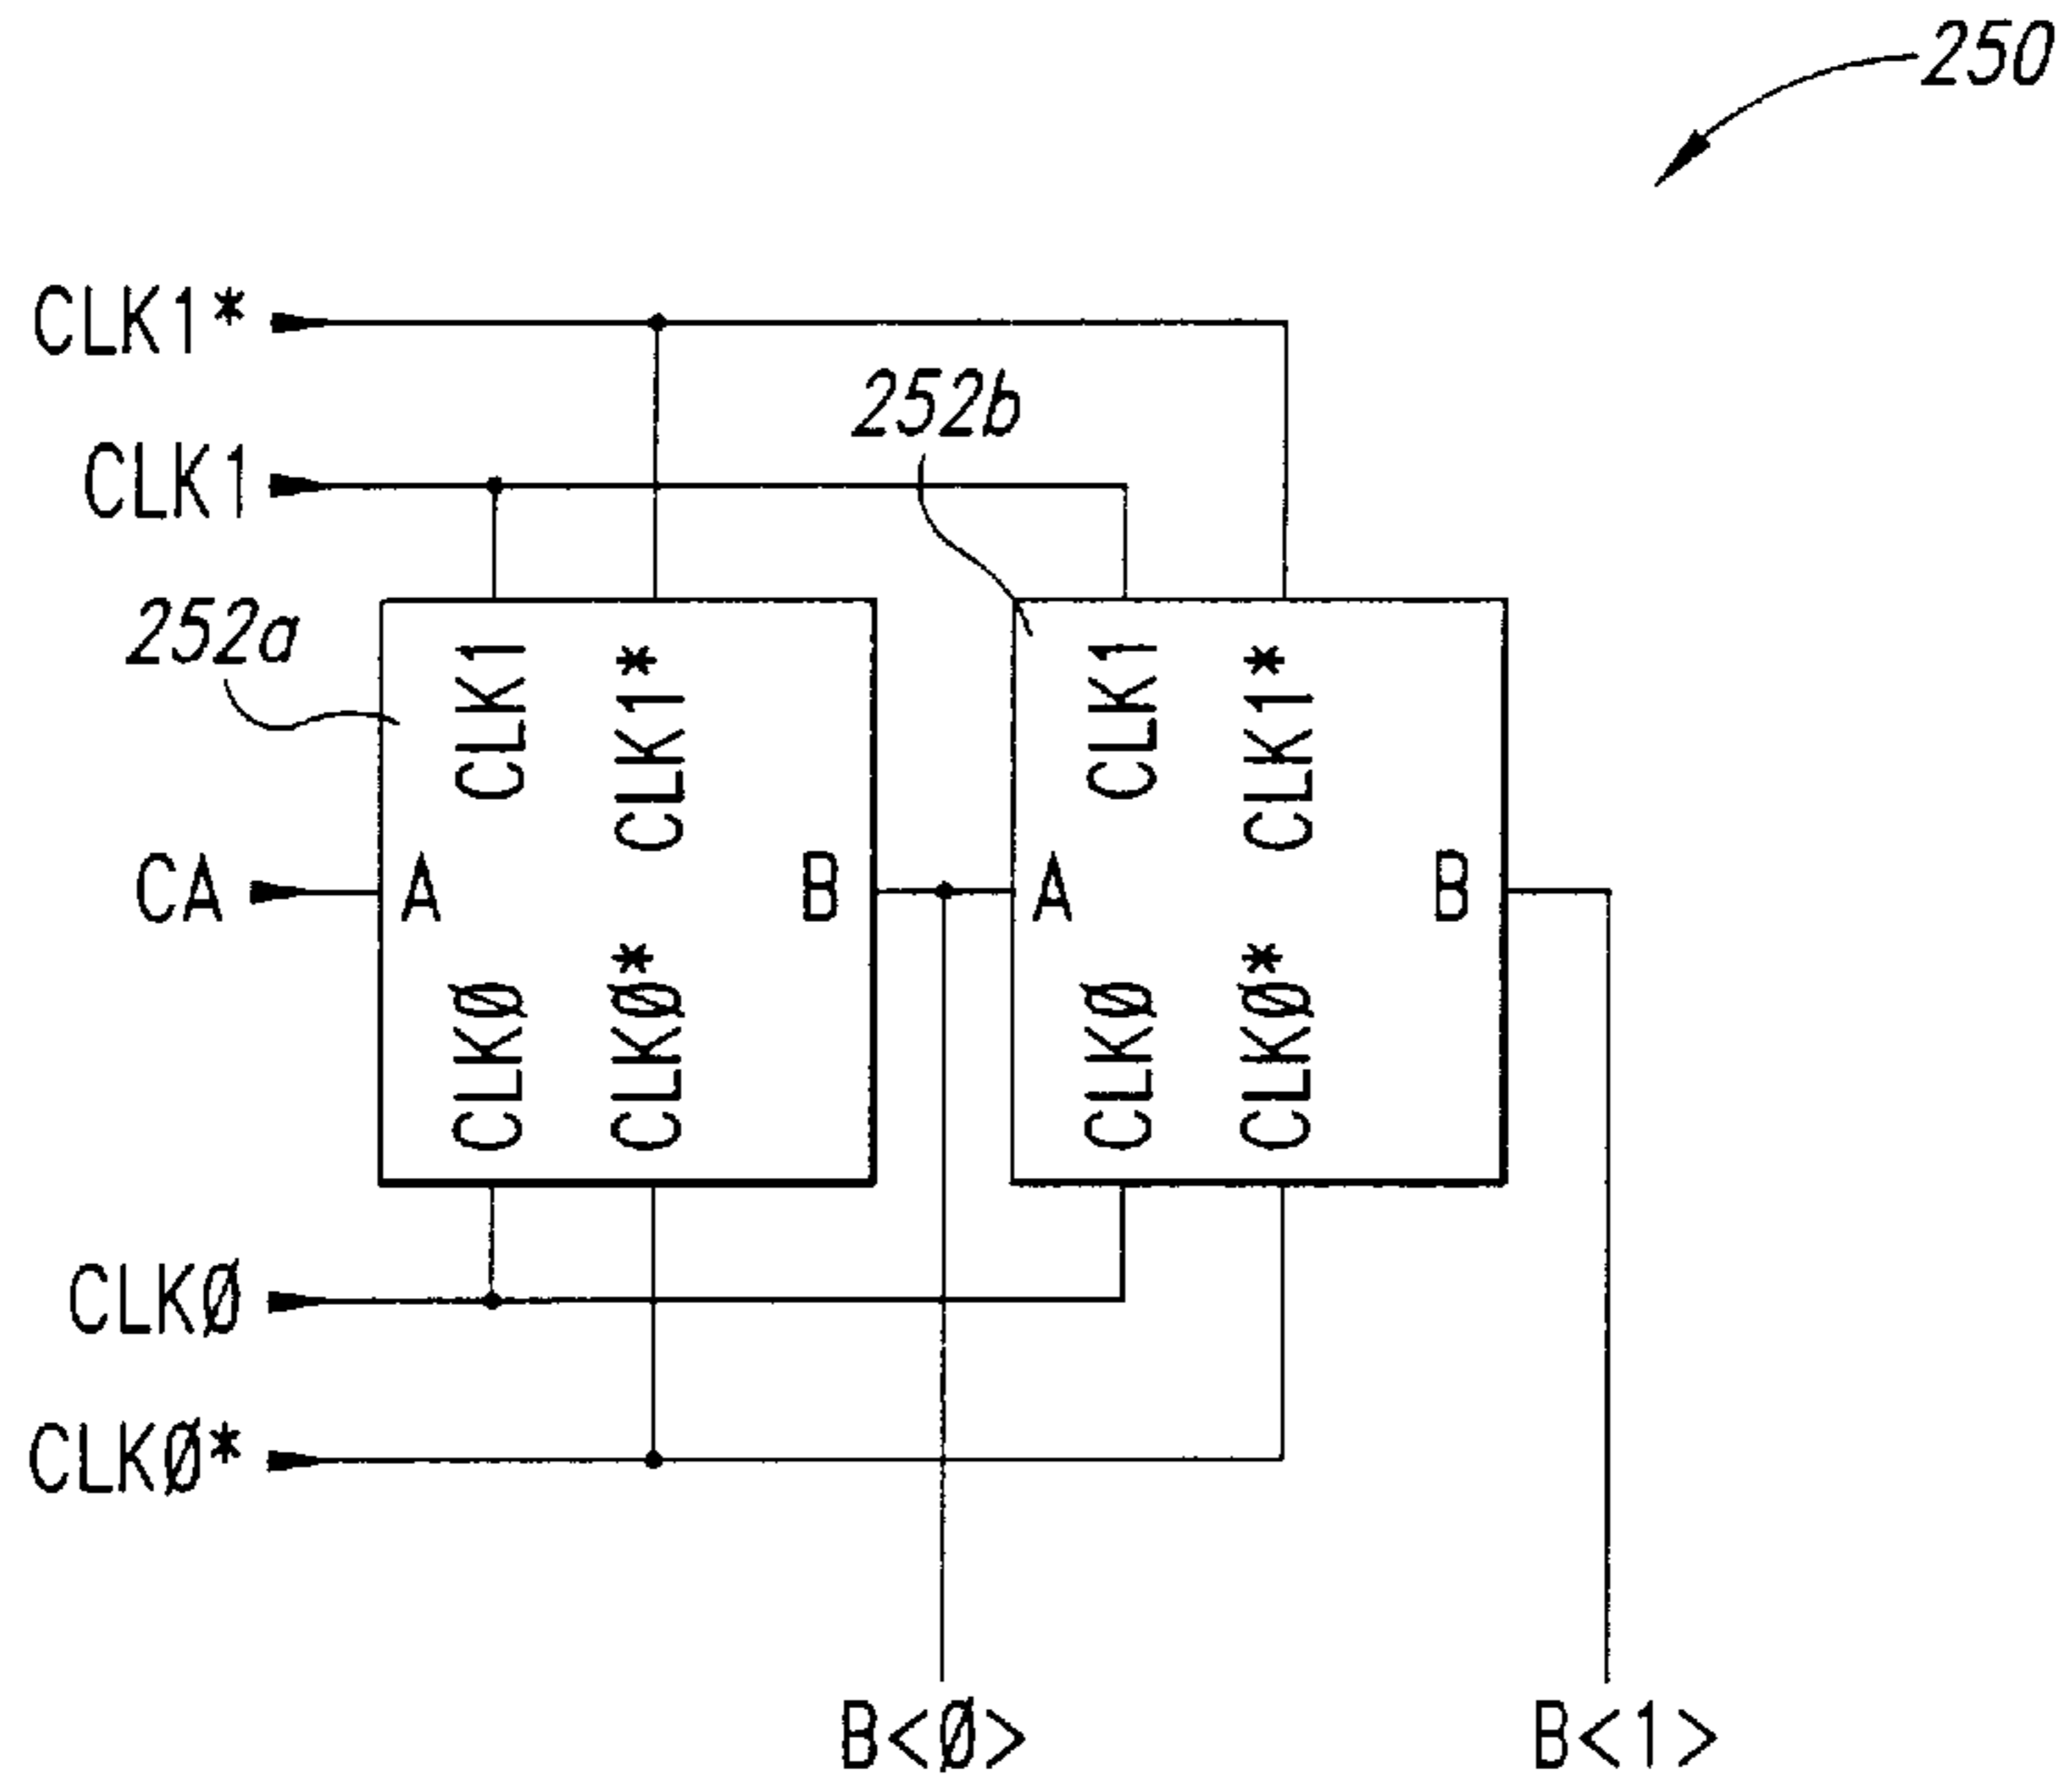 250
CLK1*
252b
CLK1
252a
CLK1
CLK1*
CLK1
CLK1*
CA
A
B
A
B
CLKØ
CLKØ*
CLKØ
CLKØ*
CLKØ
CLKØ*
B<Ø>
B<1>